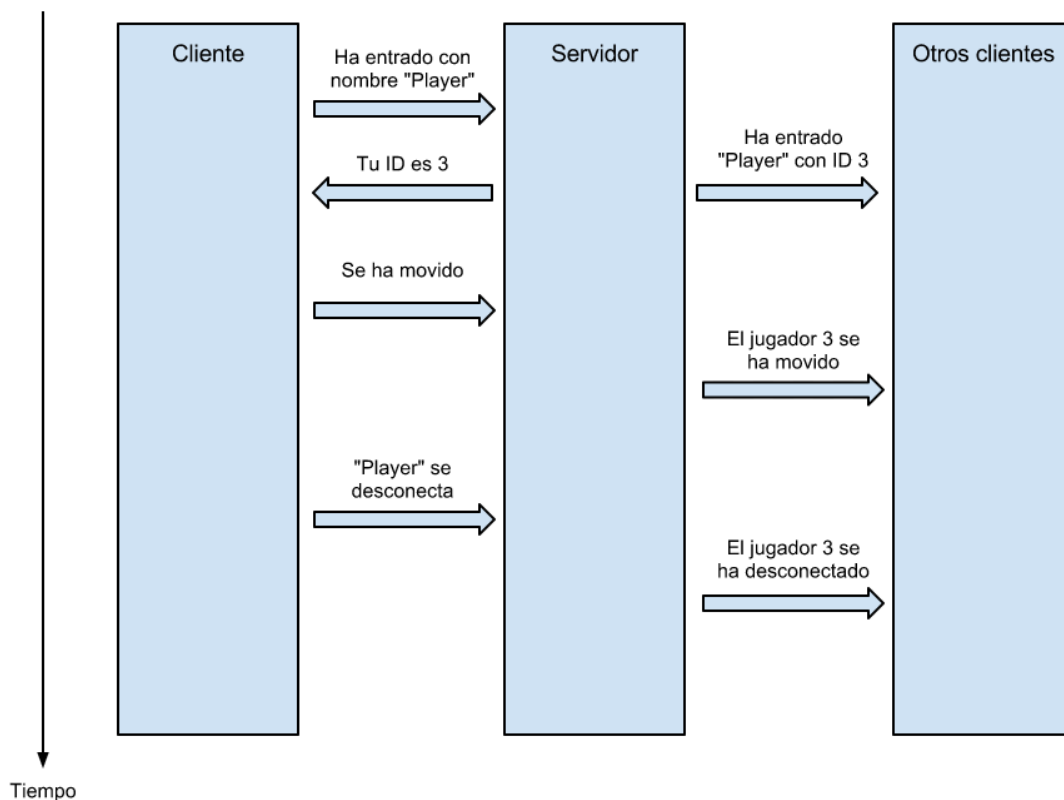 Cliente
Servidor
Otros clientes
Ha entrado con
nombre "Player"
Tu ID es 3
Ha entrado
"Player" con ID 3
Se ha movido
El jugador 3 se
ha movido
"Player" se
desconecta
El jugador 3 se
ha desconectado
Tiempo